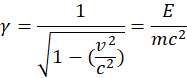 γ = 1 / √(1 − (v²/c²)) = E / mc²